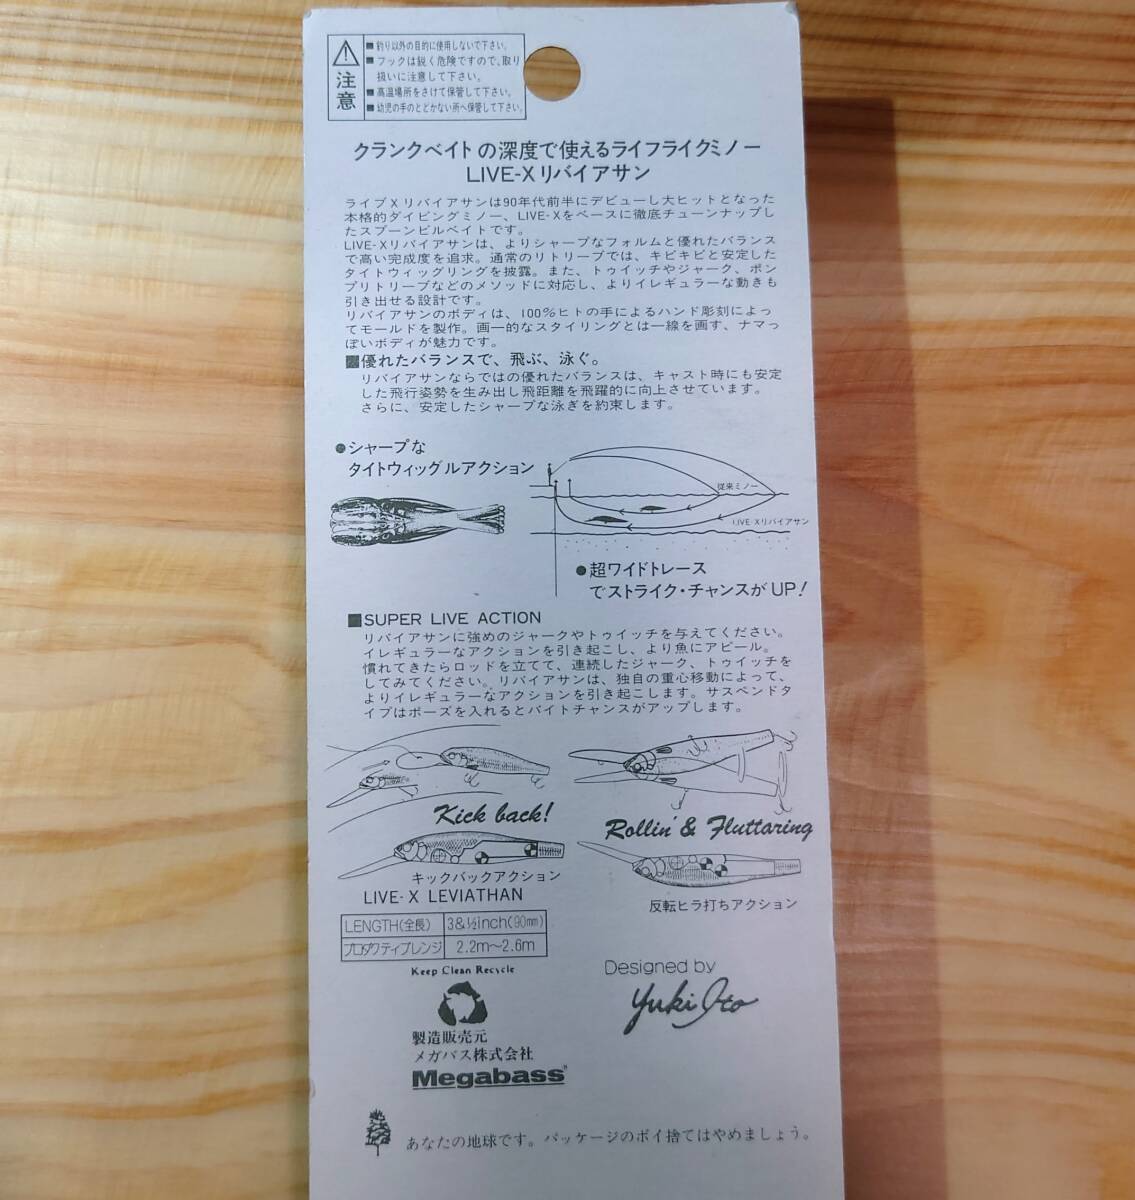 注意
■釣り以外の目的に使用しないで下さい。
■フックは鋭く危険ですので、取り
扱いに注意して下さい。
■高温場所をさけて保管して下さい。
■幼児の手のとどかない所へ保管して下さい。
クランクベイトの深度で使えるライフライクミノー
LIVE-Xリバイアサン
ライブXリバイアサンは90年代前半にデビューし大ヒットとなった
本格的ダイビングミノー、LIVE-Xをベースに徹底チューンナップし
たスプーンビルベイトです。
LIVE-Xリバイアサンは、よりシャープなフォルムと優れたバランス
で高い完成度を追求。通常のリトリーブでは、キビキビと安定した
タイトウィッグリングを披露。また、トゥイッチやジャーク、ポン
プリトリーブなどのメソッドに対応し、よりイレギュラーな動きも
引き出せる設計です。
リバイアサンのボディは、100%ヒトの手によるハンド彫刻によっ
てモールドを製作。画一的なスタイリングとは一線を画す、ナマっ
ぽいボディが魅力です。
■優れたバランスで、飛ぶ、泳ぐ。
リバイアサンならではの優れたバランスは、キャスト時にも安定
した飛行姿勢を生み出し飛距離を飛躍的に向上させています。
さらに、安定したシャープな泳ぎを約束します。
●シャープな
タイトウィッグルアクション
従来ミノー
LIVE-Xリバイアサン
●超ワイドトレース
でストライク・チャンスがUP!
■SUPER LIVE ACTION
リバイアサンに強めのジャークやトゥイッチを与えてください。
イレギュラーなアクションを引き起こし、より魚にアピール。
慣れてきたらロッドを立てて、連続したジャーク、トゥイッチを
してみてください。リバイアサンは、独自の重心移動によって、
よりイレギュラーなアクションを引き起こします。サスペンドタ
イプはポーズを入れるとバイトチャンスがアップします。
Kick back!
Rollin' & Fluttaring
キックバックアクション
反転ヒラ打ちアクション
LIVE-X LEVIATHAN
LENGTH(全長) 3&½inch(90mm)
プロダクティブレンジ 2.2m～2.6m
Keep Clean Recycle
Designed by
Yuki Ito
製造販売元
メガバス株式会社
Megabass
あなたの地球です。パッケージのポイ捨てはやめましょう。